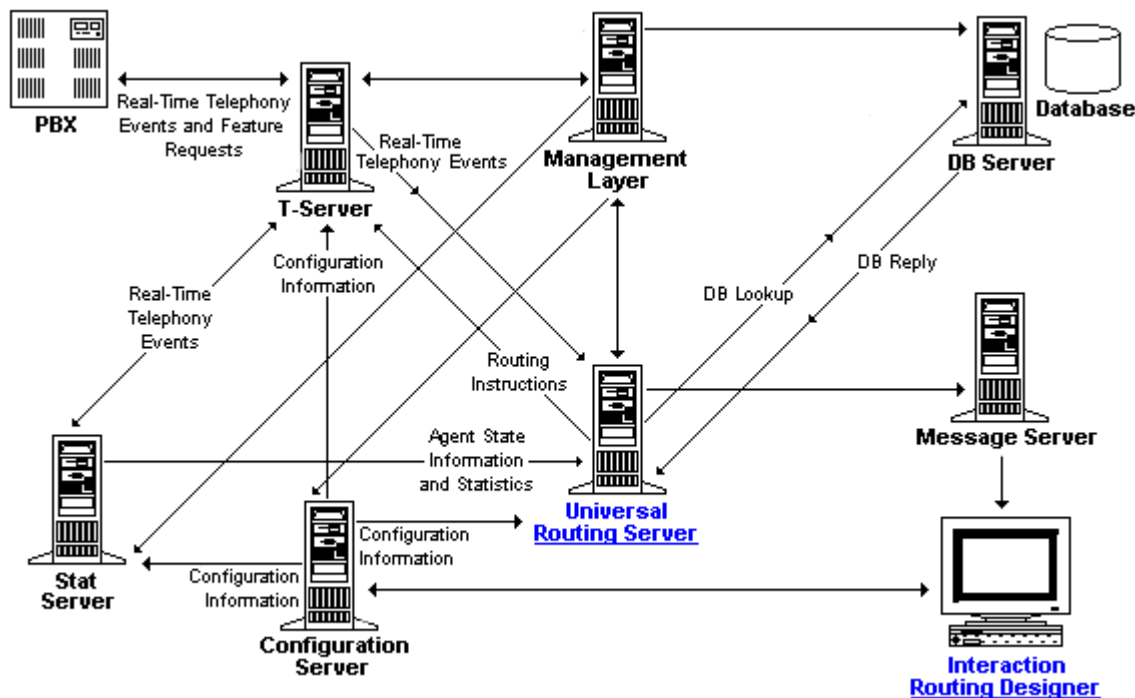 PBX
Real-Time Telephony
Events and Feature
Requests
T-Server
Real-Time
Telephony Events
Management
Layer
DB Server
Database
Configuration
Information
Real-Time
Telephony
Events
DB Lookup
DB Reply
Routing
Instructions
Message Server
Agent State
Information
and Statistics
Universal
Routing Server
Configuration
Information
Stat
Server
Configuration
Information
Configuration
Server
Interaction
Routing Designer